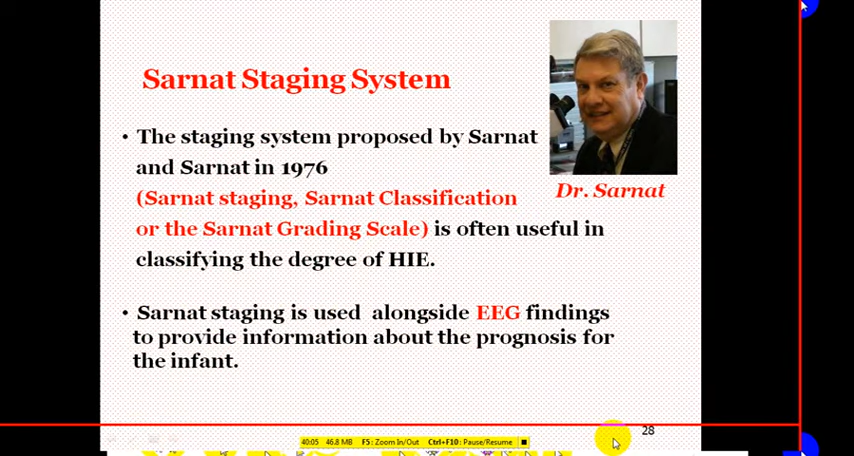 Sarnat Staging System
• The staging system proposed by Sarnat
and Sarnat in 1976
(Sarnat staging, Sarnat Classification
or the Sarnat Grading Scale) is often useful in
classifying the degree of HIE.
Dr. Sarnat
• Sarnat staging is used alongside EEG findings
to provide information about the prognosis for
the infant.
28
40:05 46.8 MB F5: Zoom In/Out Ctrl+F10: Pause/Resume